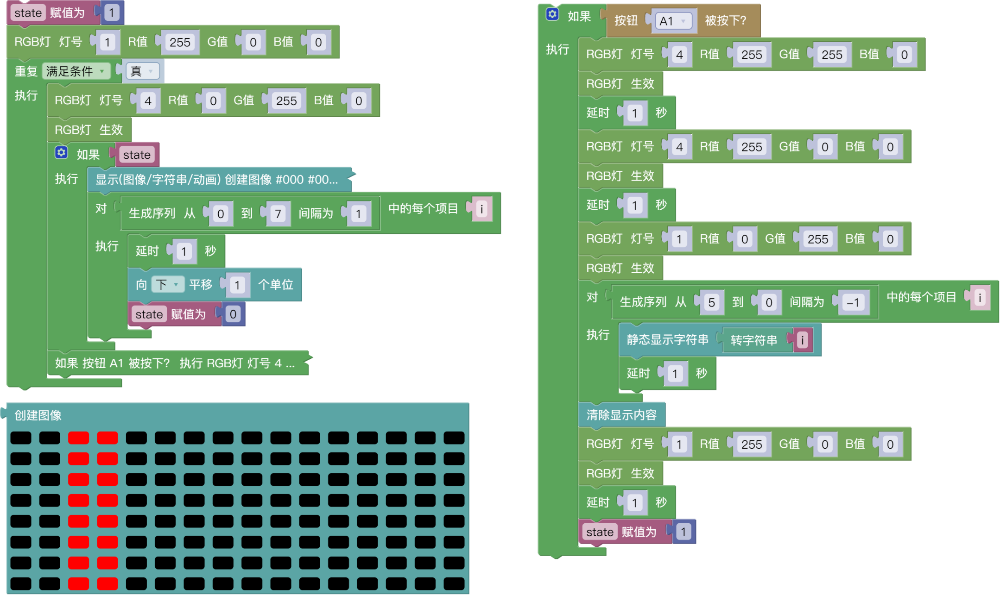 state 赋值为 1
RGB灯 灯号 1 R值 255 G值 0 B值 0
重复 满足条件 真
执行
RGB灯 灯号 4 R值 0 G值 255 B值 0
RGB灯 生效
如果 state
执行
显示(图像/字符串/动画) 创建图像 #000 #00...
对 生成序列 从 0 到 7 间隔为 1 中的每个项目 i
执行
延时 1 秒
向 下 平移 1 个单位
state 赋值为 0
如果 按钮 A1 被按下? 执行 RGB灯 灯号 4 ...
创建图像
如果 按钮 A1 被按下?
执行
RGB灯 灯号 4 R值 255 G值 255 B值 0
RGB灯 生效
延时 1 秒
RGB灯 灯号 4 R值 255 G值 0 B值 0
RGB灯 生效
延时 1 秒
RGB灯 灯号 1 R值 0 G值 255 B值 0
RGB灯 生效
对 生成序列 从 5 到 0 间隔为 -1 中的每个项目 i
执行
静态显示字符串 转字符串 i
延时 1 秒
清除显示内容
RGB灯 灯号 1 R值 255 G值 0 B值 0
RGB灯 生效
延时 1 秒
state 赋值为 1